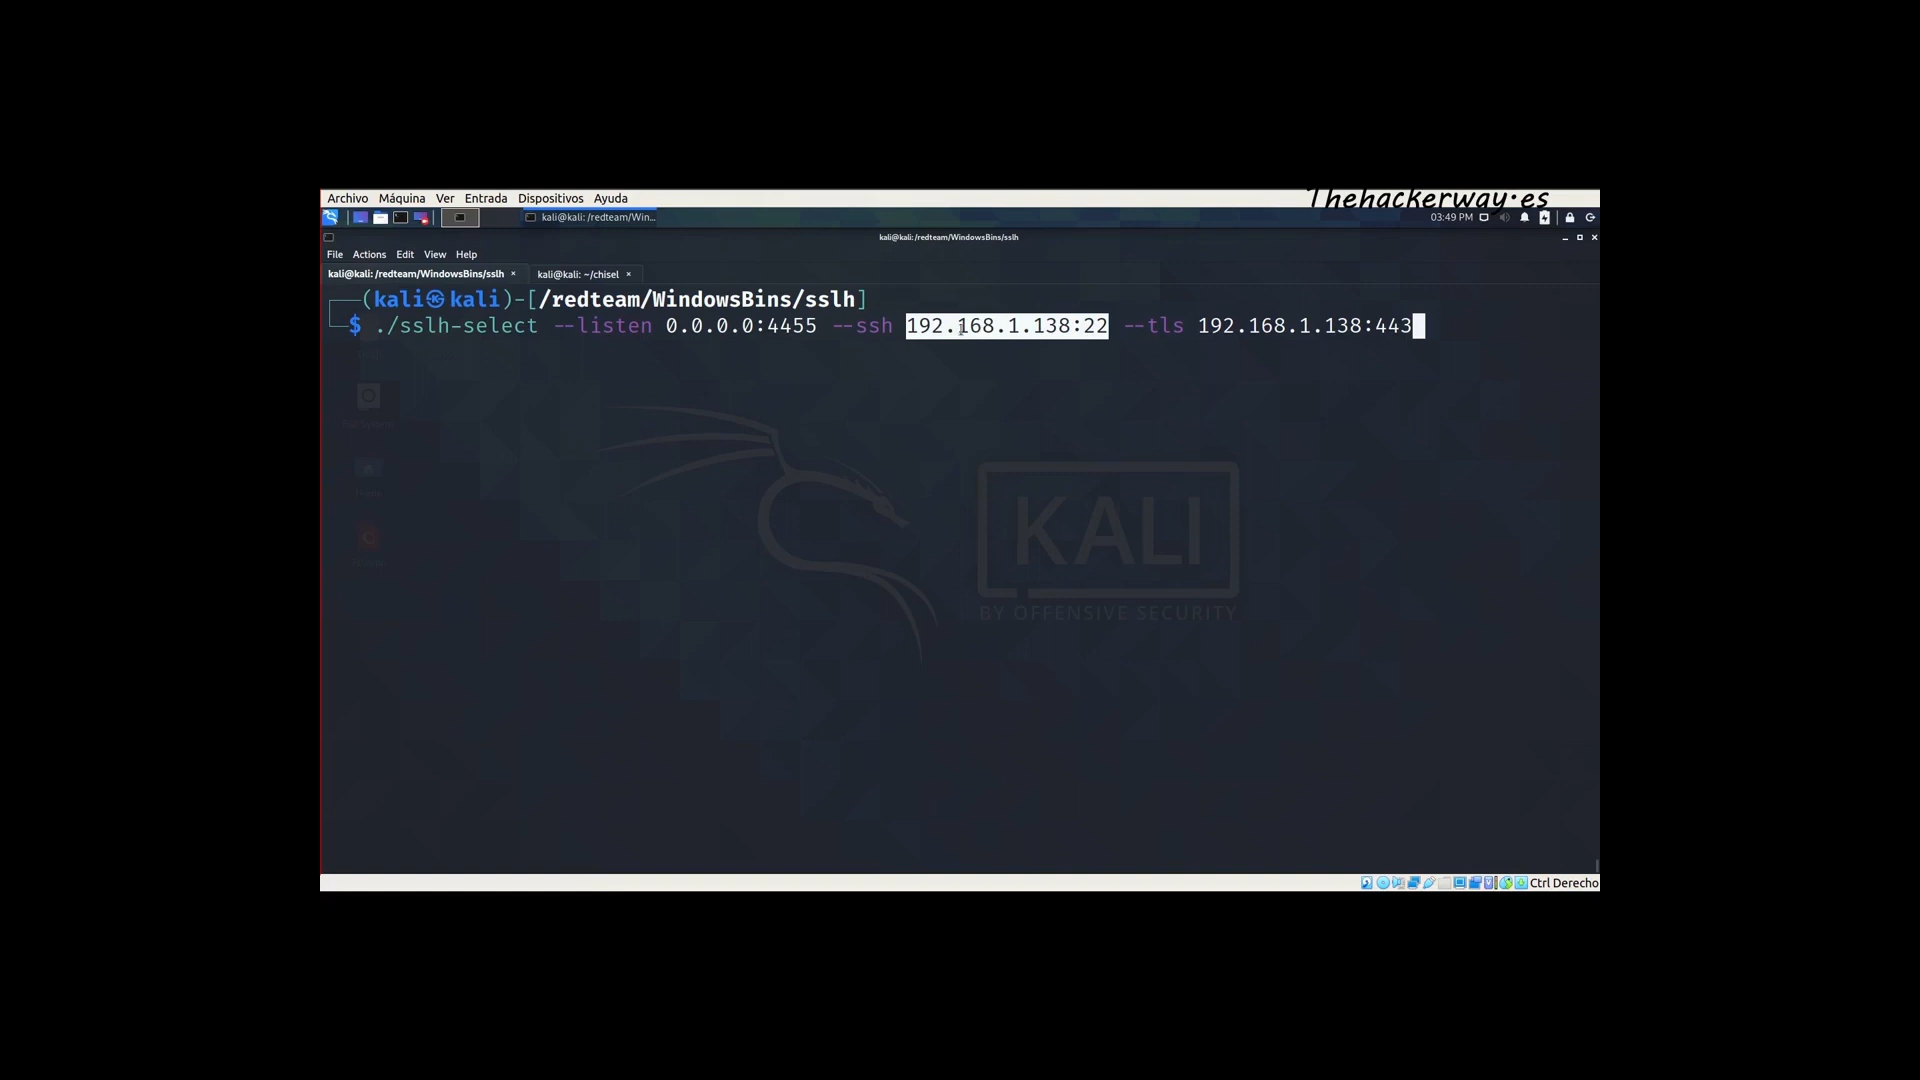 Archivo Máquina Ver Entrada Dispositivos Ayuda
Thehackerway.es
kali@kali: /redteam/Win...
03:49 PM
kali@kali: /redteam/WindowsBins/sslh
File Actions Edit View Help
kali@kali: /redteam/WindowsBins/sslh × kali@kali: ~/chisel ×
(kali㉿kali)-[/redteam/WindowsBins/sslh]
$ ./sslh-select --listen 0.0.0.0:4455 --ssh 192.168.1.138:22 --tls 192.168.1.138:443
KALI
BY OFFENSIVE SECURITY
Ctrl Derecho